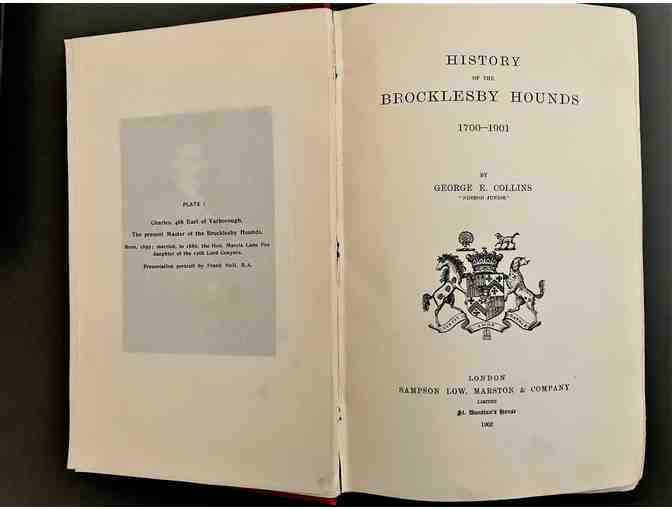 PLATE I
Charles, 4th Earl of Yarborough,
The present Master of the Brocklesby Hounds.
Born, 1859; married, in 1886, the Hon. Marcia Lane Fox
daughter of the 12th Lord Conyers.
Presentation portrait by Frank Holl, R.A.
HISTORY
OF THE
BROCKLESBY HOUNDS
1700–1901
BY
GEORGE E. COLLINS
"NIMROD JUNIOR"
LONDON
SAMPSON LOW, MARSTON & COMPANY
LIMITED
St. Dunstan's House
1902